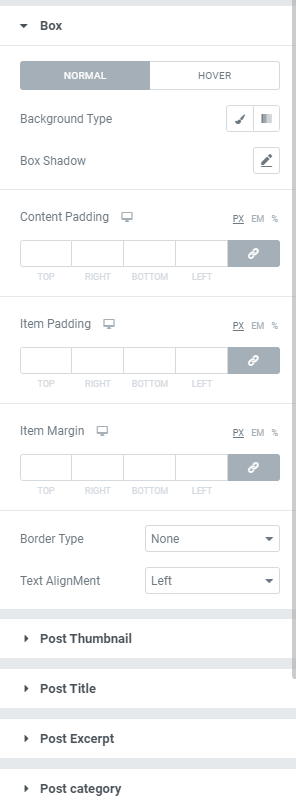 Box
NORMAL HOVER
Background Type
Box Shadow
Content Padding PX EM %
TOP RIGHT BOTTOM LEFT
Item Padding PX EM %
TOP RIGHT BOTTOM LEFT
Item Margin PX EM %
TOP RIGHT BOTTOM LEFT
Border Type None
Text AlignMent Left
Post Thumbnail
Post Title
Post Excerpt
Post category